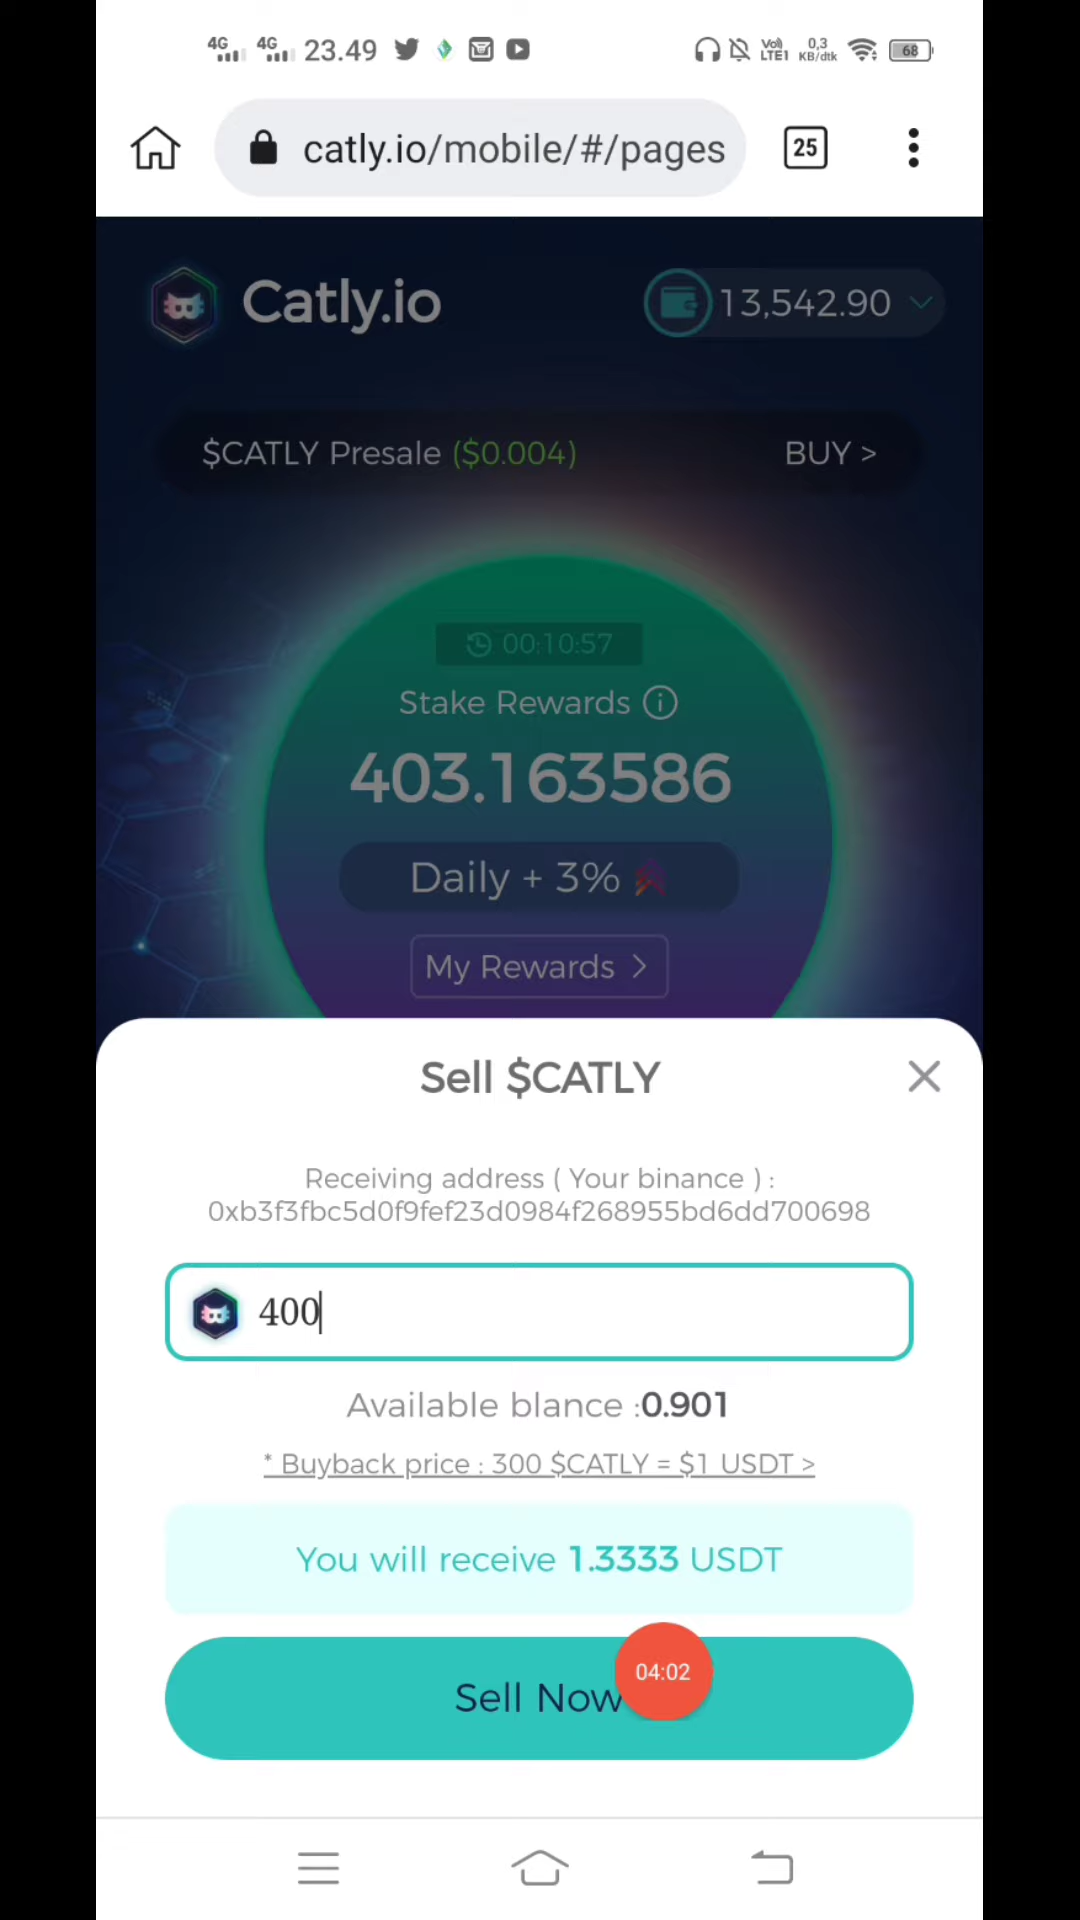 4G 4G 23.49 Vo) LTE1 0,3 KB/dtk 68
catly.io/mobile/#/pages 25
Catly.io 13,542.90
$CATLY Presale ($0.004) BUY >
00:10:57
Stake Rewards
403.163586
Daily + 3%
My Rewards >
Sell $CATLY
Receiving address ( Your binance ) :
0xb3f3fbc5d0f9fef23d0984f268955bd6dd700698
400
Available blance :0.901
* Buyback price : 300 $CATLY = $1 USDT >
You will receive 1.3333 USDT
Sell Now 04:02